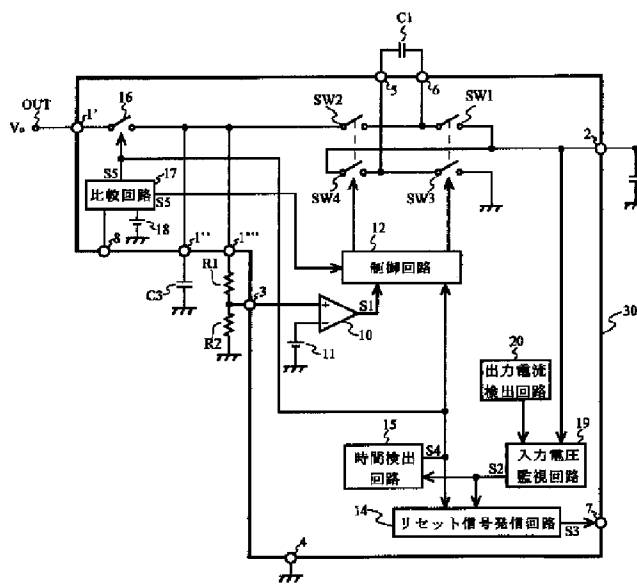 C1
5
6
OUT
Vo
1'
16
SW2
SW1
2
S5
17
比較回路
S5
SW4
SW3
18
8
1''
1'''
12
制御回路
30
R1
C3
3
S1
R2
10
11
20
出力電流
検出回路
15
19
時間検出
回路
S4
入力電圧
監視回路
S2
14
リセット信号発信回路
7
S3
4